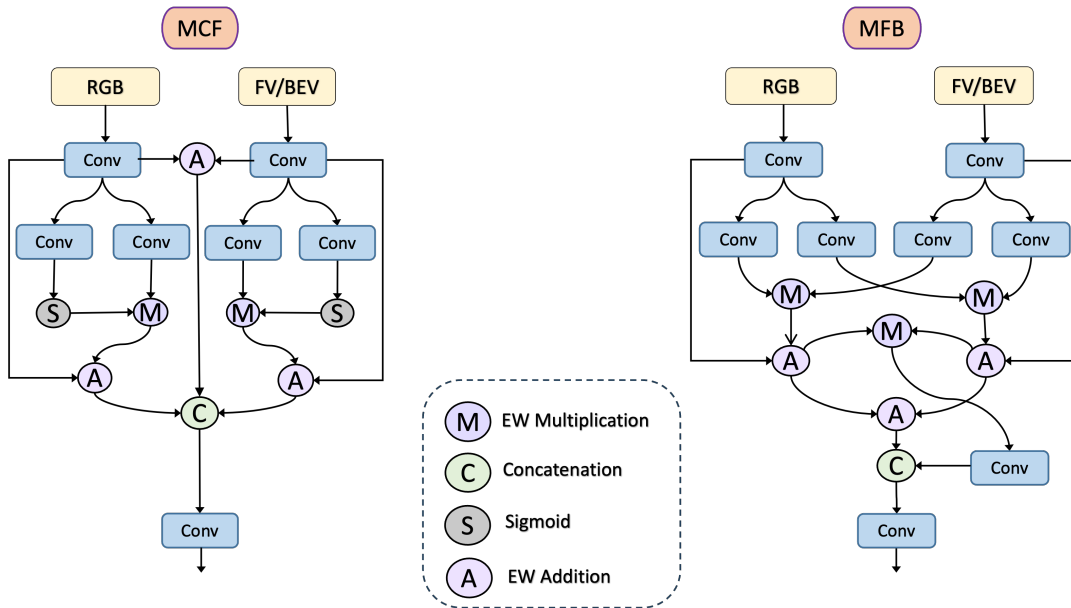 MCF
MFB
RGB
FV/BEV
RGB
FV/BEV
Conv
A
Conv
Conv
Conv
Conv
Conv
Conv
Conv
Conv
Conv
Conv
Conv
S
M
M
S
M
M
M
A
A
A
A
C
A
C
Conv
Conv
Conv
M
EW Multiplication
C
Concatenation
S
Sigmoid
A
EW Addition